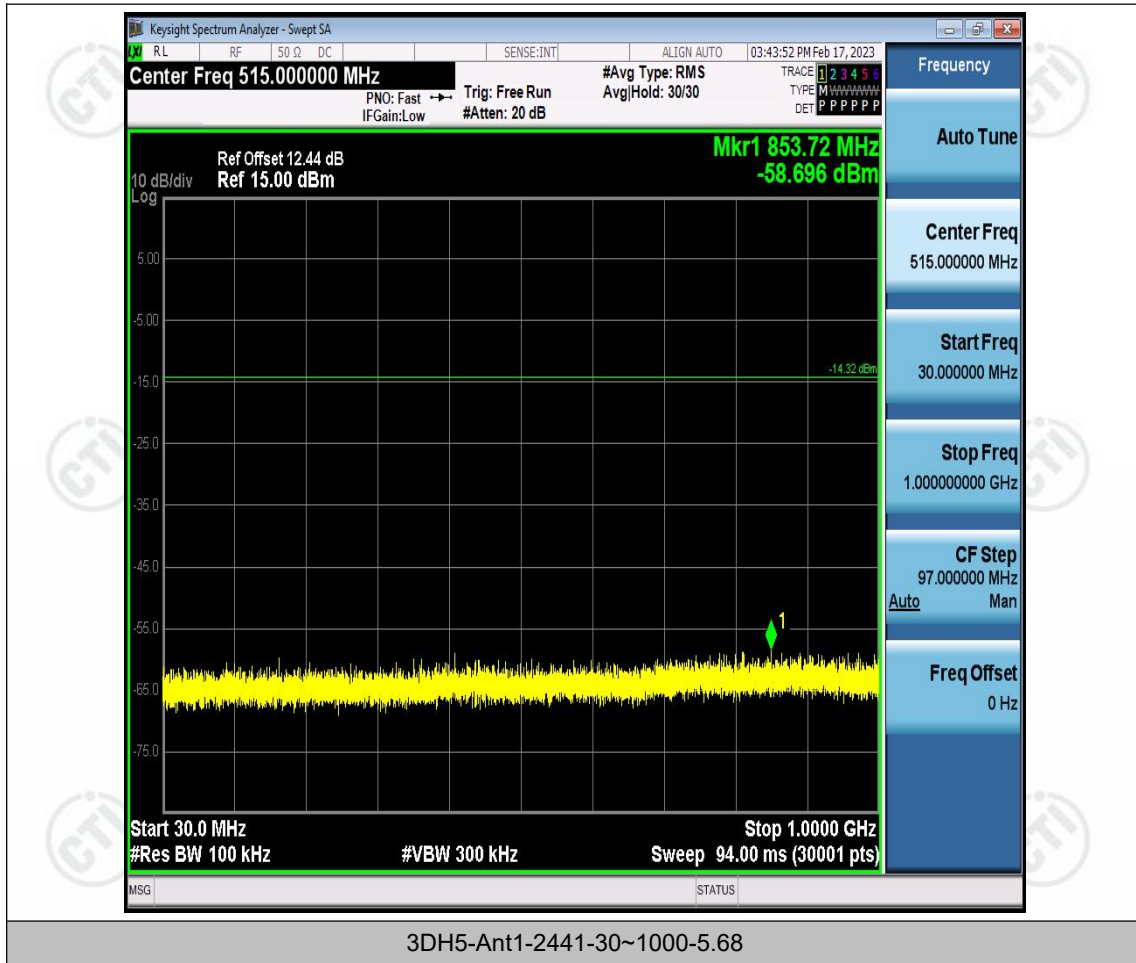 Keysight Spectrum Analyzer - Swept SA
LXI RL RF 50 Ω DC SENSE:INT ALIGN AUTO 03:43:52 PM Feb 17, 2023
Center Freq 515.000000 MHz
PNO: Fast
IFGain:Low
Trig: Free Run
#Atten: 20 dB
#Avg Type: RMS
Avg|Hold: 30/30
TRACE 1 2 3 4 5 6
TYPE M WWWWW
DET P P P P P P
Mkr1 853.72 MHz
-58.696 dBm
Ref Offset 12.44 dB
10 dB/div Ref 15.00 dBm
Log
5.00
-5.00
-14.32 dBm
-15.0
-25.0
-35.0
-45.0
1
-55.0
-65.0
-75.0
Start 30.0 MHz Stop 1.0000 GHz
#Res BW 100 kHz #VBW 300 kHz Sweep 94.00 ms (30001 pts)
MSG STATUS
Frequency
Auto Tune
Center Freq
515.000000 MHz
Start Freq
30.000000 MHz
Stop Freq
1.000000000 GHz
CF Step
97.000000 MHz
Auto Man
Freq Offset
0 Hz
CTI
CTI
CTI
CTI
CTI
CTI
3DH5-Ant1-2441-30~1000-5.68